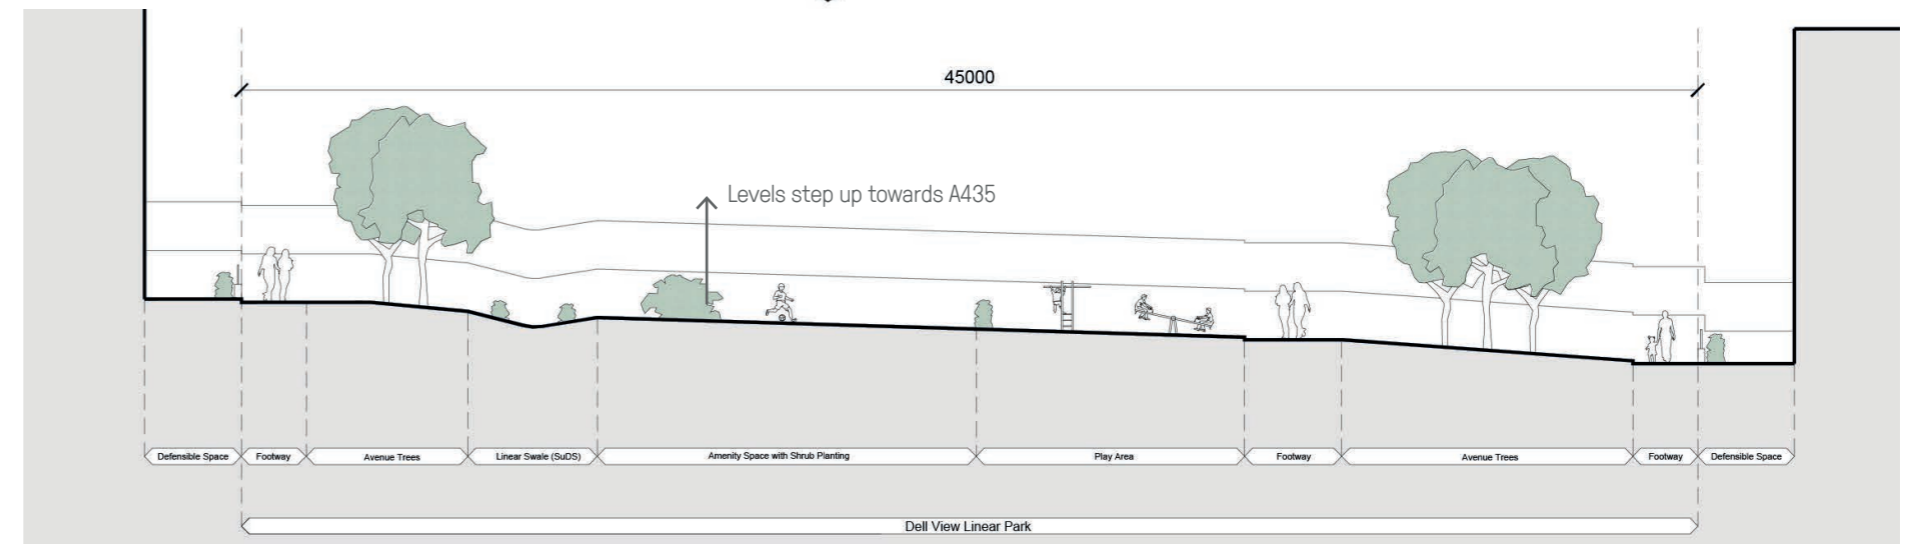 45000
Levels step up towards A435
Defensible Space
Footway
Avenue Trees
Linear Swale (SuDS)
Amenity Space with Shrub Planting
Play Area
Footway
Avenue Trees
Footway
Defensible Space
Dell View Linear Park